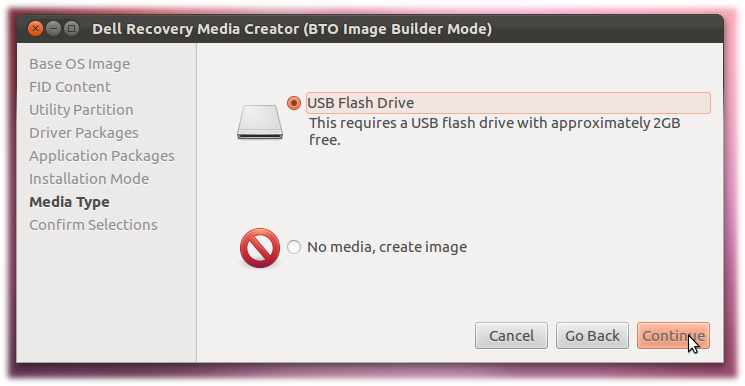 Dell Recovery Media Creator (BTO Image Builder Mode)
Base OS Image
FID Content
Utility Partition
Driver Packages
Application Packages
Installation Mode
Media Type
Confirm Selections
USB Flash Drive
This requires a USB flash drive with approximately 2GB
free.
No media, create image
Cancel
Go Back
Continue